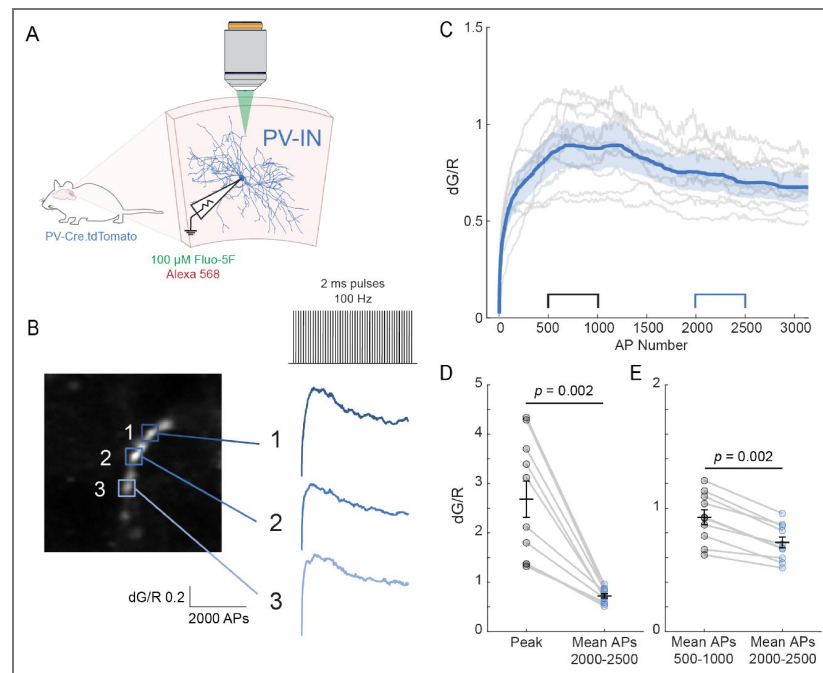 A
PV-IN
PV-Cre.tdTomato
100 µM Fluo-5F
Alexa 568
B
2 ms pulses
100 Hz
1
2
3
1
2
3
dG/R 0.2
2000 APs
C
dG/R
1.5
1
0.5
0
0 500 1000 1500 2000 2500 3000
AP Number
D
dG/R
5
4
3
2
1
0
p = 0.002
Peak
Mean APs
2000-2500
E
2
1
0
p = 0.002
Mean APs
500-1000
Mean APs
2000-2500